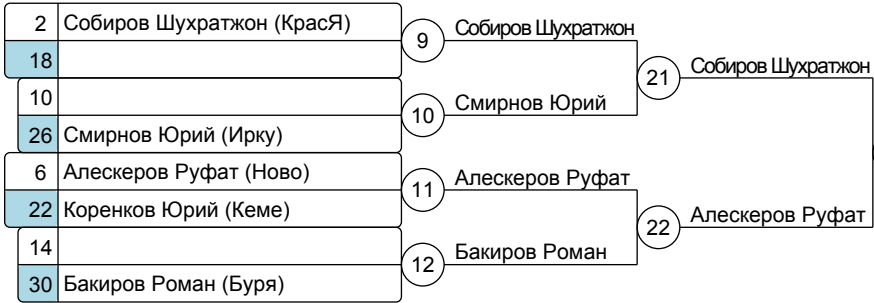 2 Собиров Шухратжон (КрасЯ)
18
9 Собиров Шухратжон
10
26 Смирнов Юрий (Ирку)
10 Смирнов Юрий
21 Собиров Шухратжон
6 Алескеров Руфат (Ново)
22 Коренков Юрий (Кеме)
11 Алескеров Руфат
14
30 Бакиров Роман (Буря)
12 Бакиров Роман
22 Алескеров Руфат